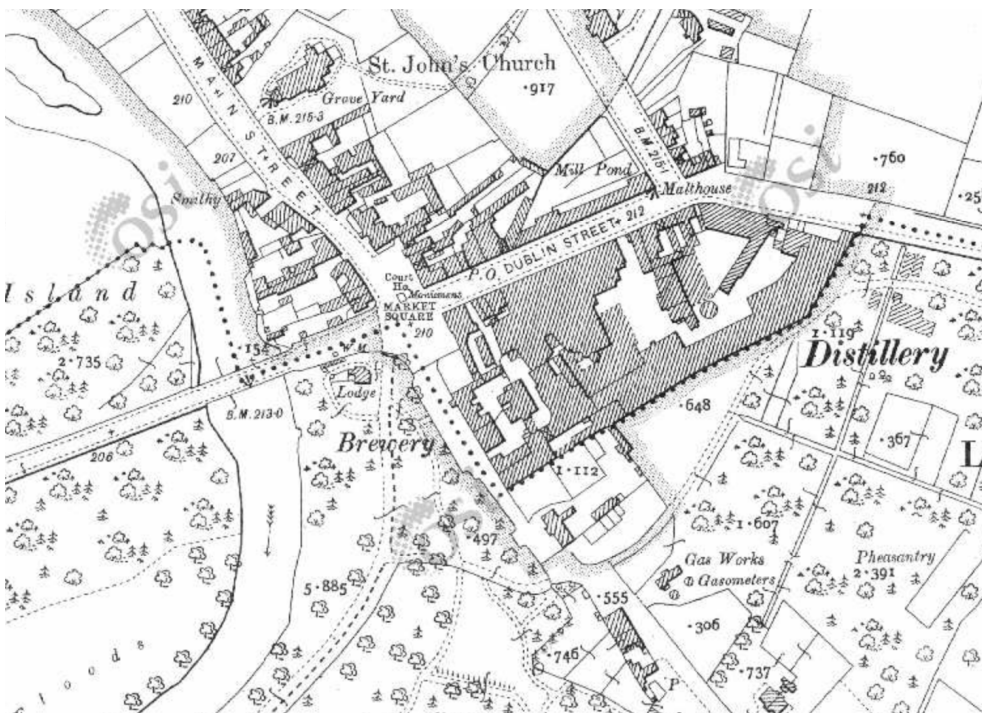 MAIN STREET
St. John's Church
·917
Grove Yard
B.M. 215·3
210
207
Smithy
Mill Pond
B.M. 215·1
Malthouse
212
·760
212
P.O. DUBLIN STREET
Court
Ho.
Monument
MARKET
SQUARE
210
Island
2·735
·154
B.M. 213·0
206
Lodge
Brewery
1·119
Distillery
·648
·367
L
1·112
·497
1·607
Gas Works
Gasometers
Pheasantry
2·391
5·885
·555
·306
·746
·737
P
osi
osi
osi